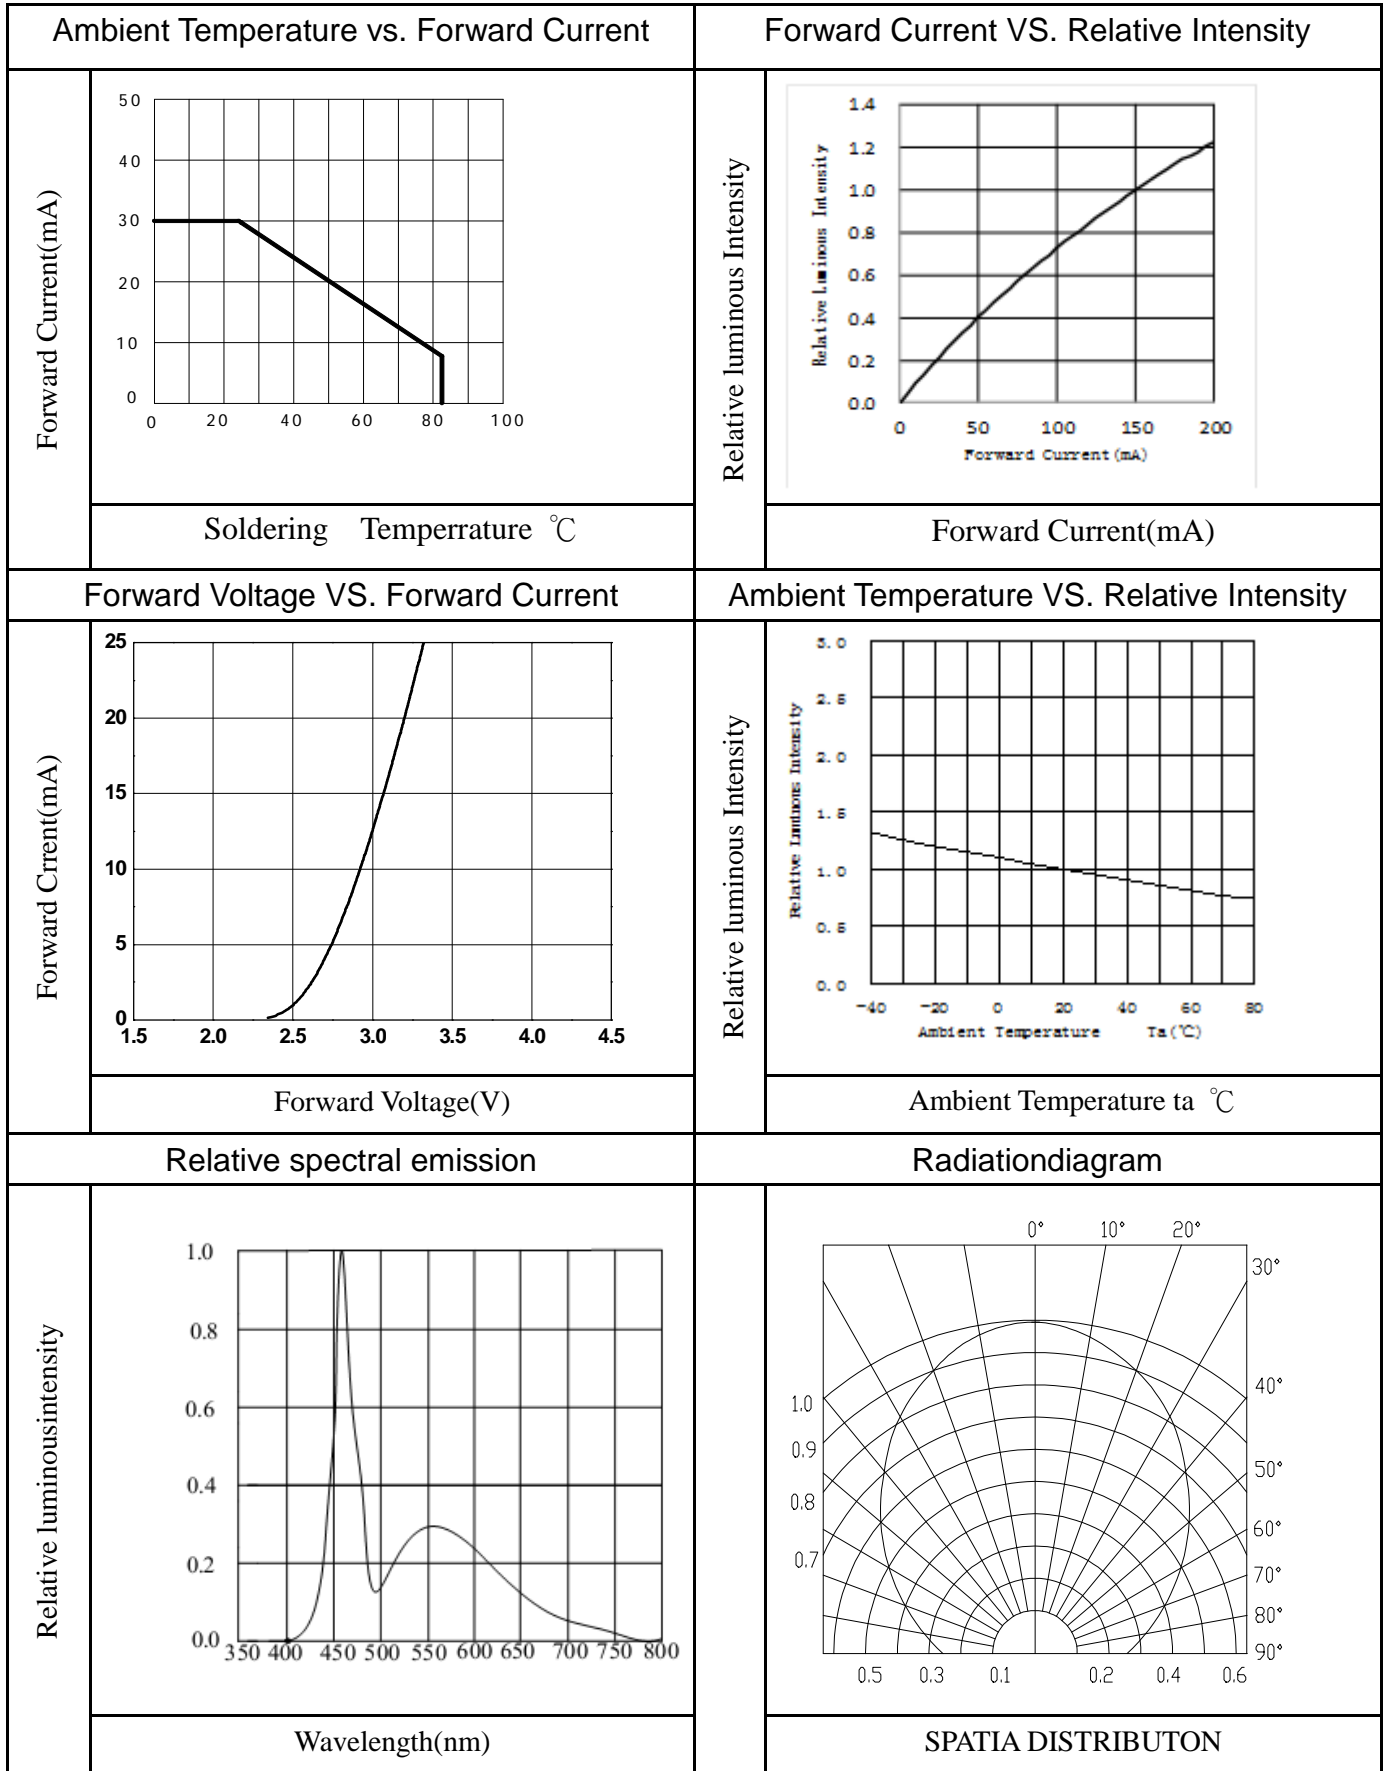 Ambient Temperature vs. Forward Current
Forward Current VS. Relative Intensity
Forward Current(mA)
50
40
30
20
10
0
0 20 40 60 80 100
Soldering Temperrature ℃
Relative luminous Intensity
Relative Luminous Intensity
1.4
1.2
1.0
0.8
0.6
0.4
0.2
0.0
0 50 100 150 200
Forward Current(mA)
Forward Current(mA)
Forward Voltage VS. Forward Current
Ambient Temperature VS. Relative Intensity
Forward Crrent(mA)
25
20
15
10
5
0
1.5 2.0 2.5 3.0 3.5 4.0 4.5
Forward Voltage(V)
Relative luminous Intensity
Relative Luminous Intensity
3.0
2.5
2.0
1.5
1.0
0.5
0.0
-40 -20 0 20 40 60 80
Ambient Temperature Ta(℃)
Ambient Temperature ta ℃
Relative spectral emission
Radiationdiagram
Relative luminousintensity
1.0
0.8
0.6
0.4
0.2
0.0
350 400 450 500 550 600 650 700 750 800
Wavelength(nm)
0° 10° 20°
30°
40°
50°
60°
70°
80°
90°
1.0
0.9
0.8
0.7
0.5 0.3 0.1 0.2 0.4 0.6
SPATIA DISTRIBUTON